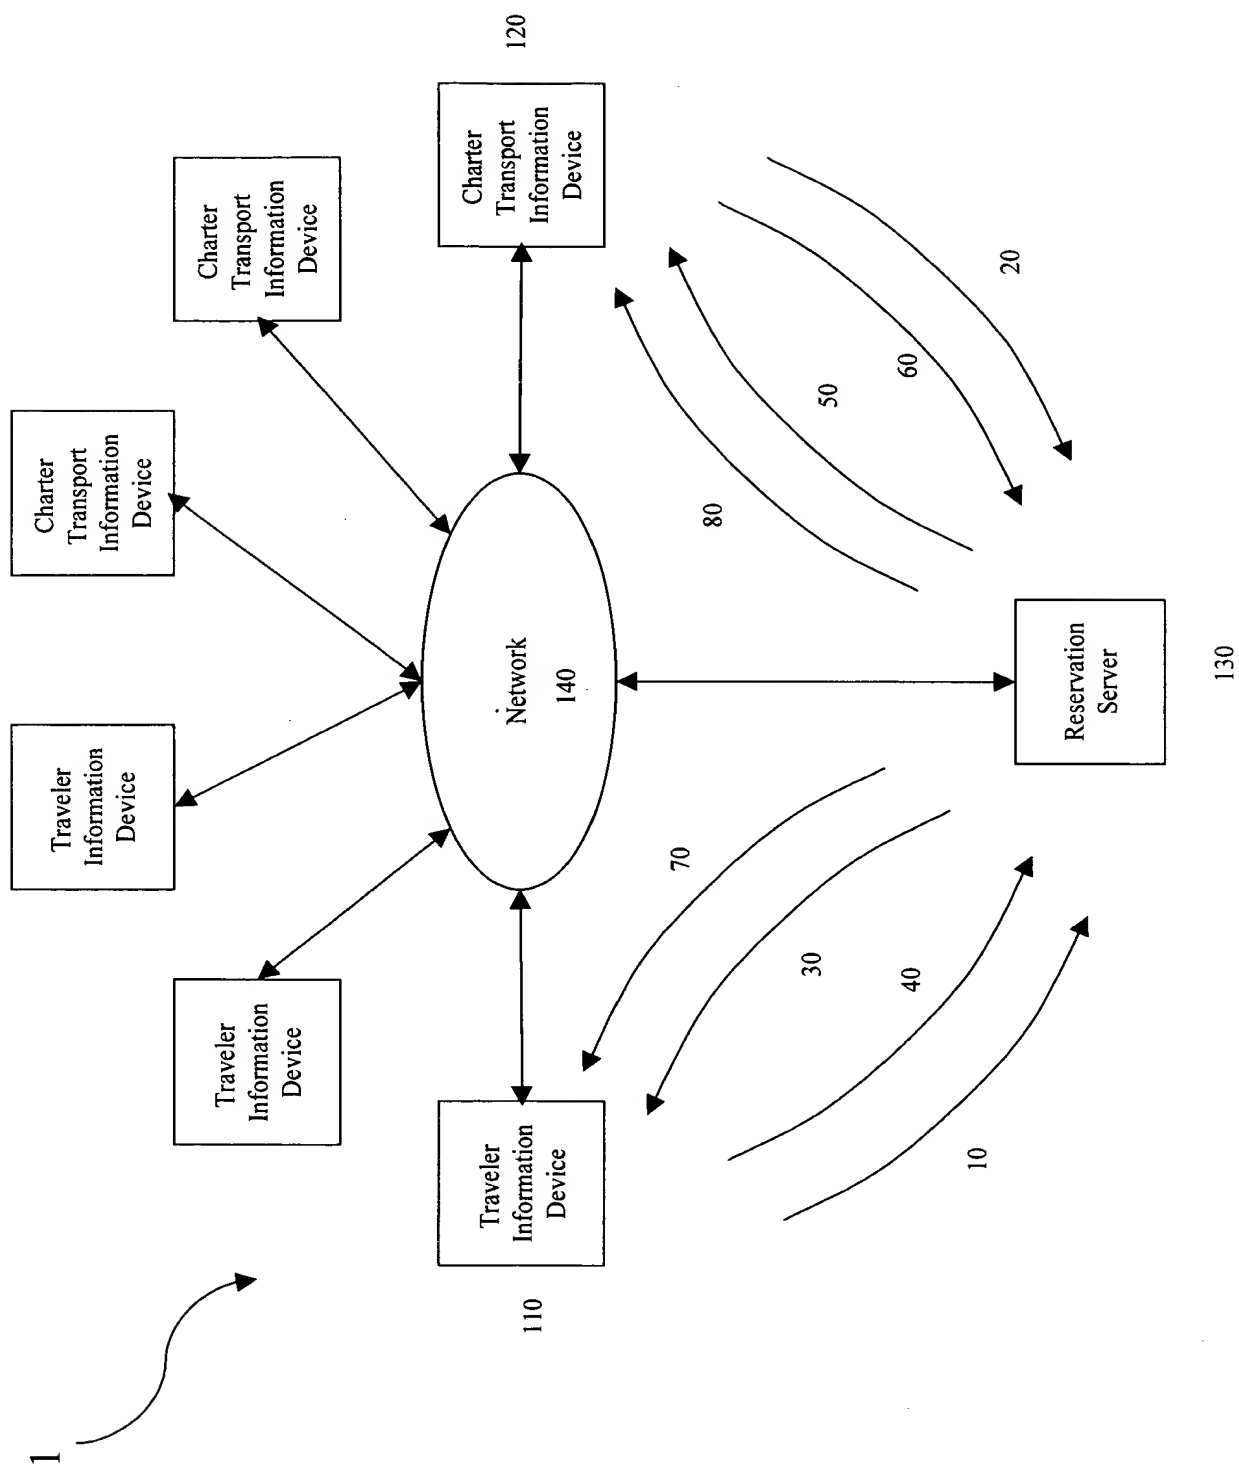 1
Traveler
Information
Device
110
Traveler
Information
Device
Traveler
Information
Device
Charter
Transport
Information
Device
Charter
Transport
Information
Device
Charter
Transport
Information
Device
120
Network
140
70
30
40
10
80
50
60
20
Reservation
Server
130